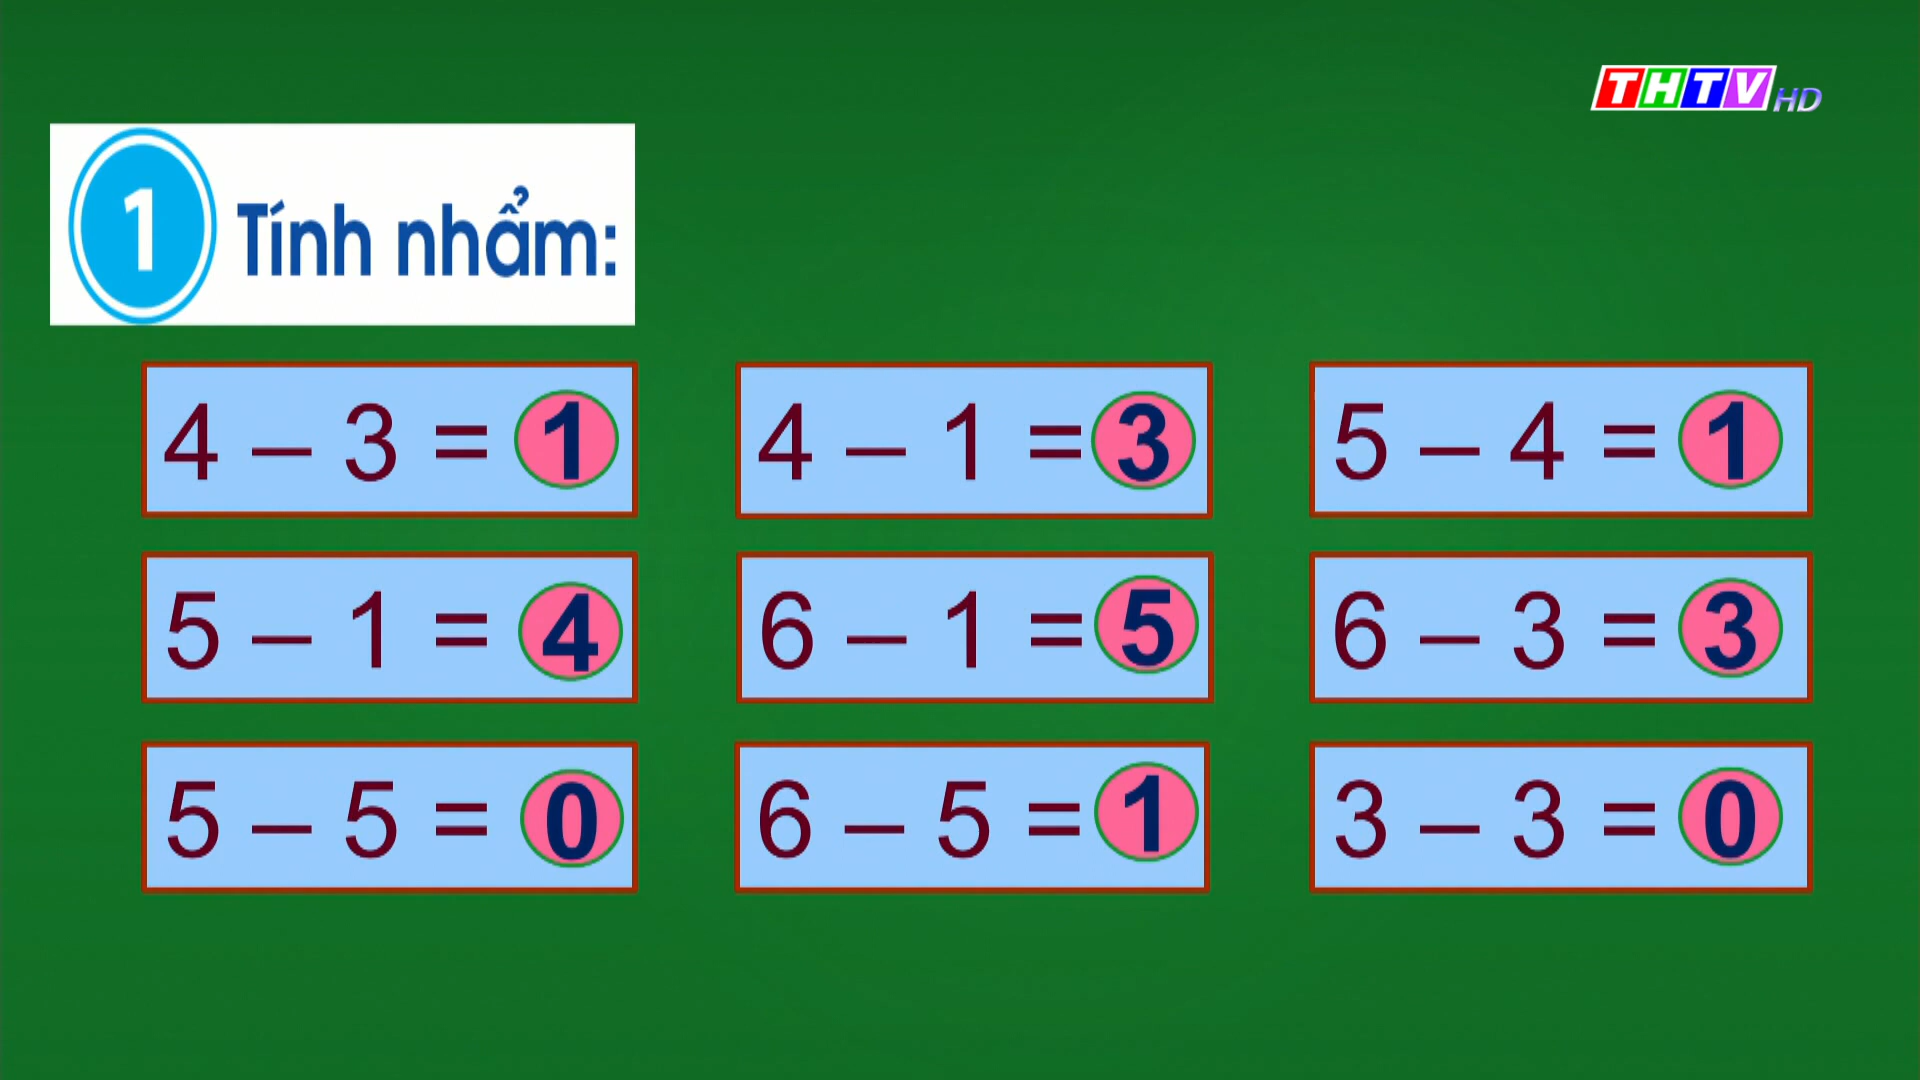 THTV HD
1 Tính nhẩm:
4 – 3 = 1
4 – 1 = 3
5 – 4 = 1
5 – 1 = 4
6 – 1 = 5
6 – 3 = 3
5 – 5 = 0
6 – 5 = 1
3 – 3 = 0